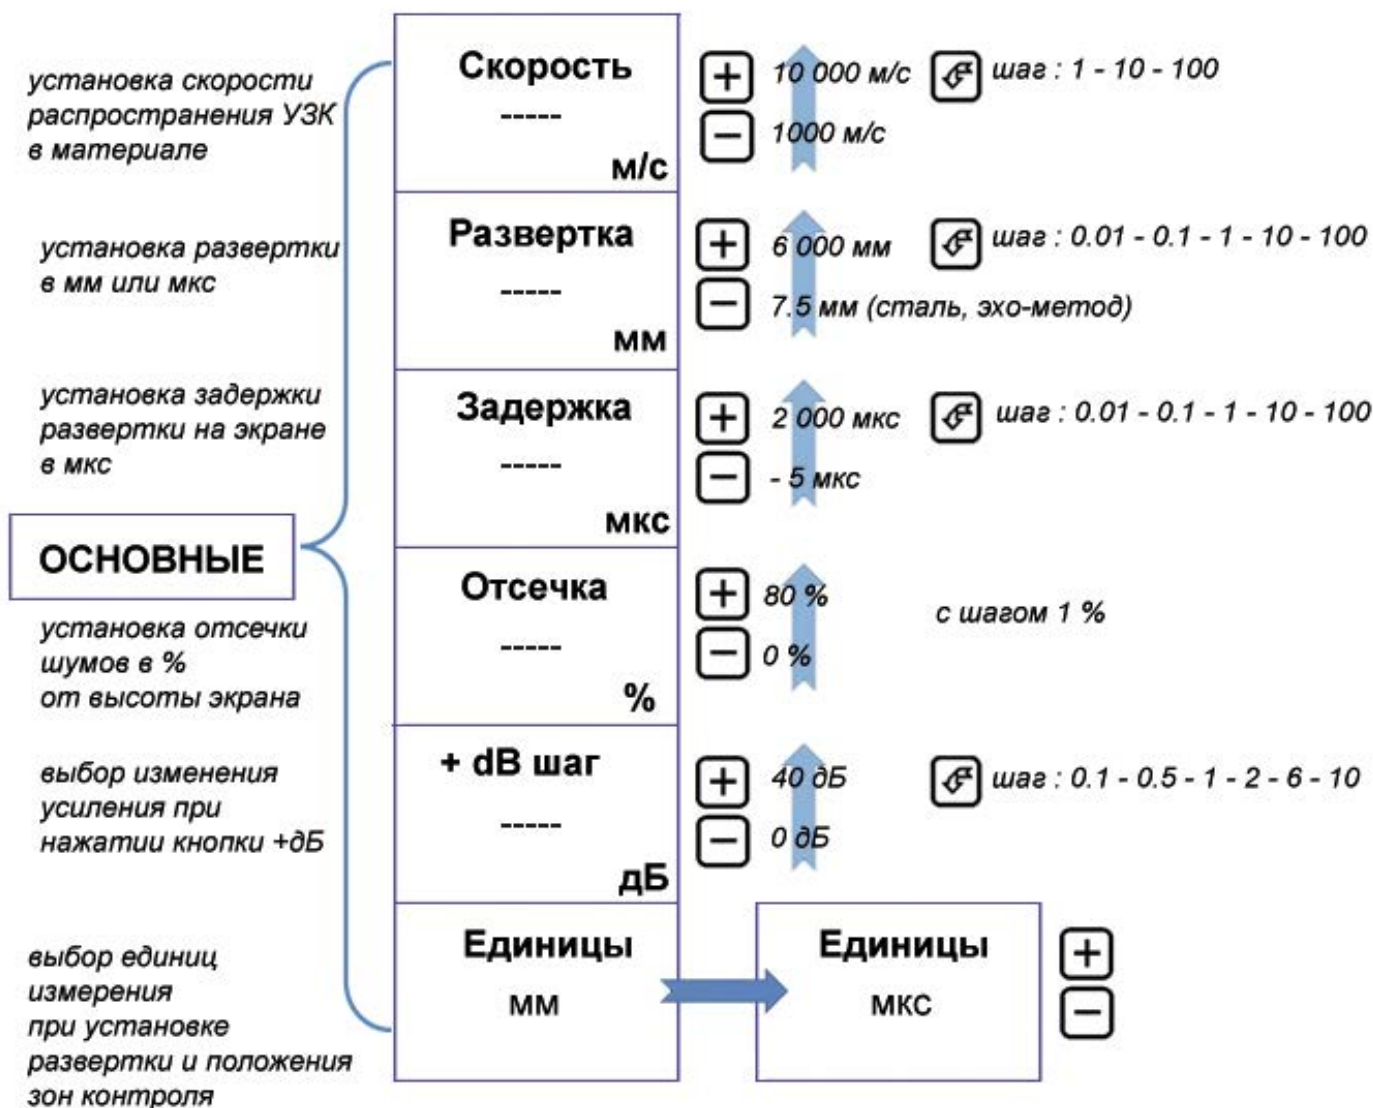 установка скорости
распространения УЗК
в материале
Скорость
-----
м/с
+ 10 000 м/с
шаг : 1 - 10 - 100
− 1000 м/с
установка развертки
в мм или мкс
Развертка
-----
мм
+ 6 000 мм
шаг : 0.01 - 0.1 - 1 - 10 - 100
− 7.5 мм (сталь, эхо-метод)
установка задержки
развертки на экране
в мкс
Задержка
-----
мкс
+ 2 000 мкс
шаг : 0.01 - 0.1 - 1 - 10 - 100
− - 5 мкс
ОСНОВНЫЕ
установка отсечки
шумов в %
от высоты экрана
Отсечка
-----
%
+ 80 %
− 0 %
с шагом 1 %
выбор изменения
усиления при
нажатии кнопки +дБ
+ dB шаг
-----
дБ
+ 40 дБ
шаг : 0.1 - 0.5 - 1 - 2 - 6 - 10
− 0 дБ
выбор единиц
измерения
при установке
развертки и положения
зон контроля
Единицы
мм
Единицы
мкс
+
−